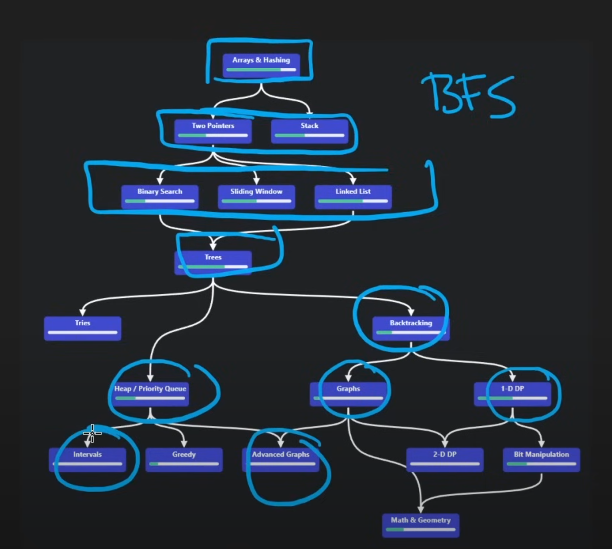 Arrays & Hashing
BFS
Two Pointers
Stack
Binary Search
Sliding Window
Linked List
Trees
Tries
Backtracking
Heap / Priority Queue
Graphs
1-D DP
Intervals
Greedy
Advanced Graphs
2-D DP
Bit Manipulation
Math & Geometry